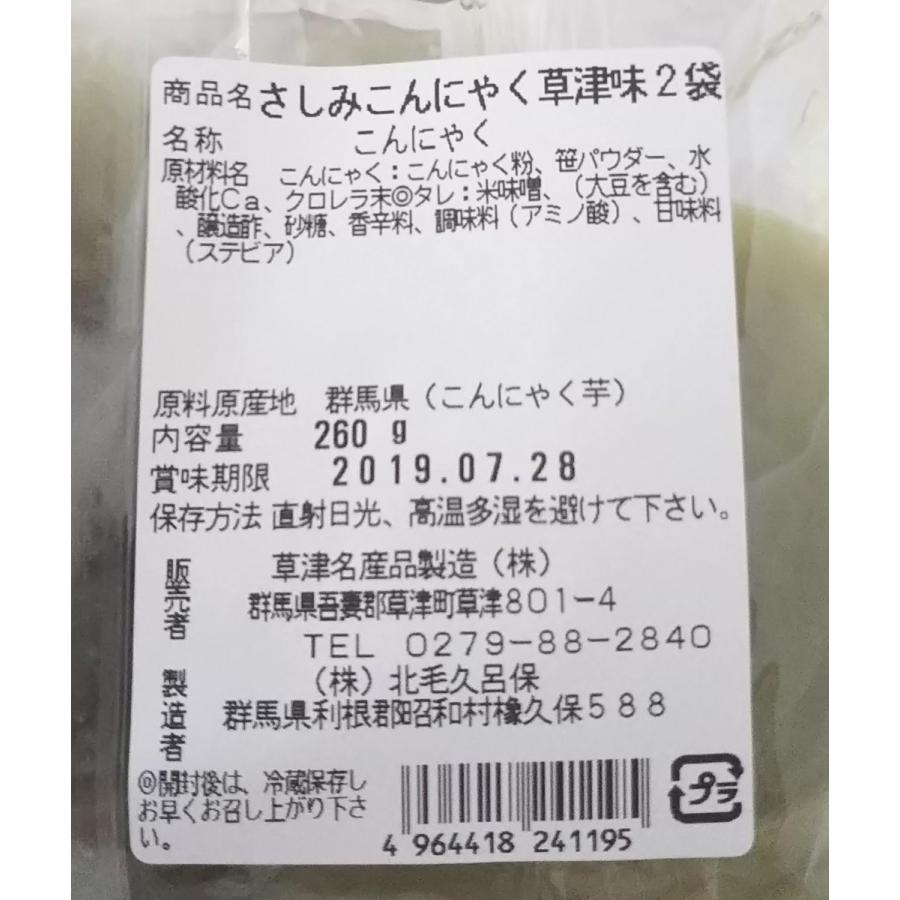 商品名 さしみこんにゃく草津味2袋
名称 こんにゃく
原材料名 こんにゃく：こんにゃく粉、笹パウダー、水
酸化Ca、クロレラ末◎タレ：米味噌、（大豆を含む）
、醸造酢、砂糖、香辛料、調味料（アミノ酸）、甘味料
（ステビア）
原料原産地 群馬県（こんにゃく芋）
内容量 260 g
賞味期限 2019.07.28
保存方法 直射日光、高温多湿を避けて下さい。
販売者 草津名産品製造（株）
群馬県吾妻郡草津町草津801-4
TEL 0279-88-2840
製造者 （株）北毛久呂保
群馬県利根郡昭和村橡久保588
◎開封後は、冷蔵保存し
お早くお召し上がり下さ
い。
プラ
4 964418 241195